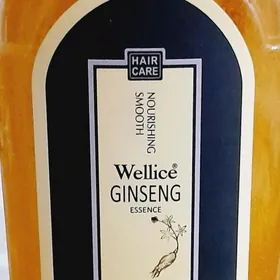 HAIR
CARE
NOURISHING
SMOOTH
Wellice®
GINSENG
ESSENCE